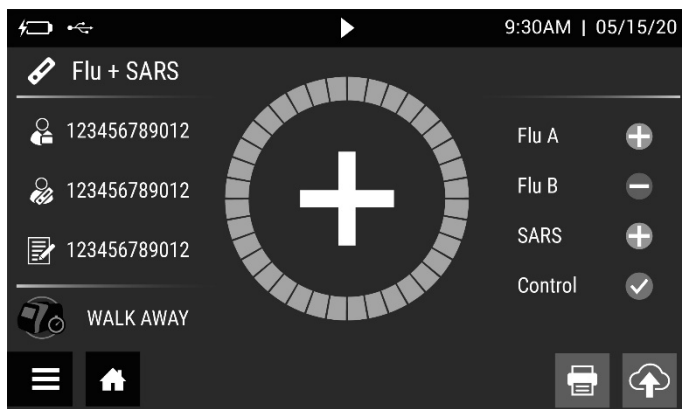 9:30AM | 05/15/20
Flu + SARS
123456789012
123456789012
123456789012
WALK AWAY
Flu A
Flu B
SARS
Control